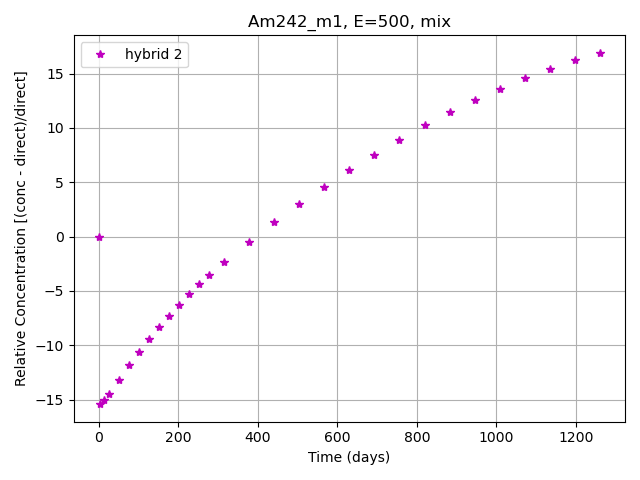 Am242_m1, E=500, mix
hybrid 2
Relative Concentration [(conc - direct)/direct]
15
10
5
0
−5
−10
−15
0 200 400 600 800 1000 1200
Time (days)